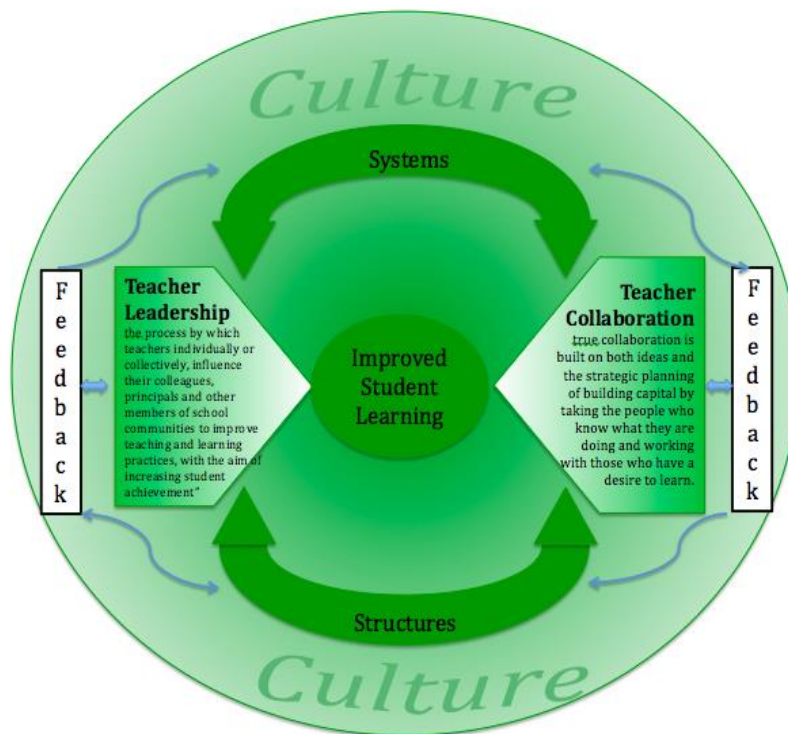 Culture
Systems
Feedback
Teacher
Leadership
the process by which
teachers individually or
collectively, influence
their colleagues,
principals and other
members of school
communities to improve
teaching and learning
practices, with the aim of
increasing student
achievement"
Improved
Student
Learning
Teacher
Collaboration
true collaboration is
built on both ideas and
the strategic planning
of building capital by
taking the people who
know what they are
doing and working
with those who have a
desire to learn.
Feedback
Structures
Culture